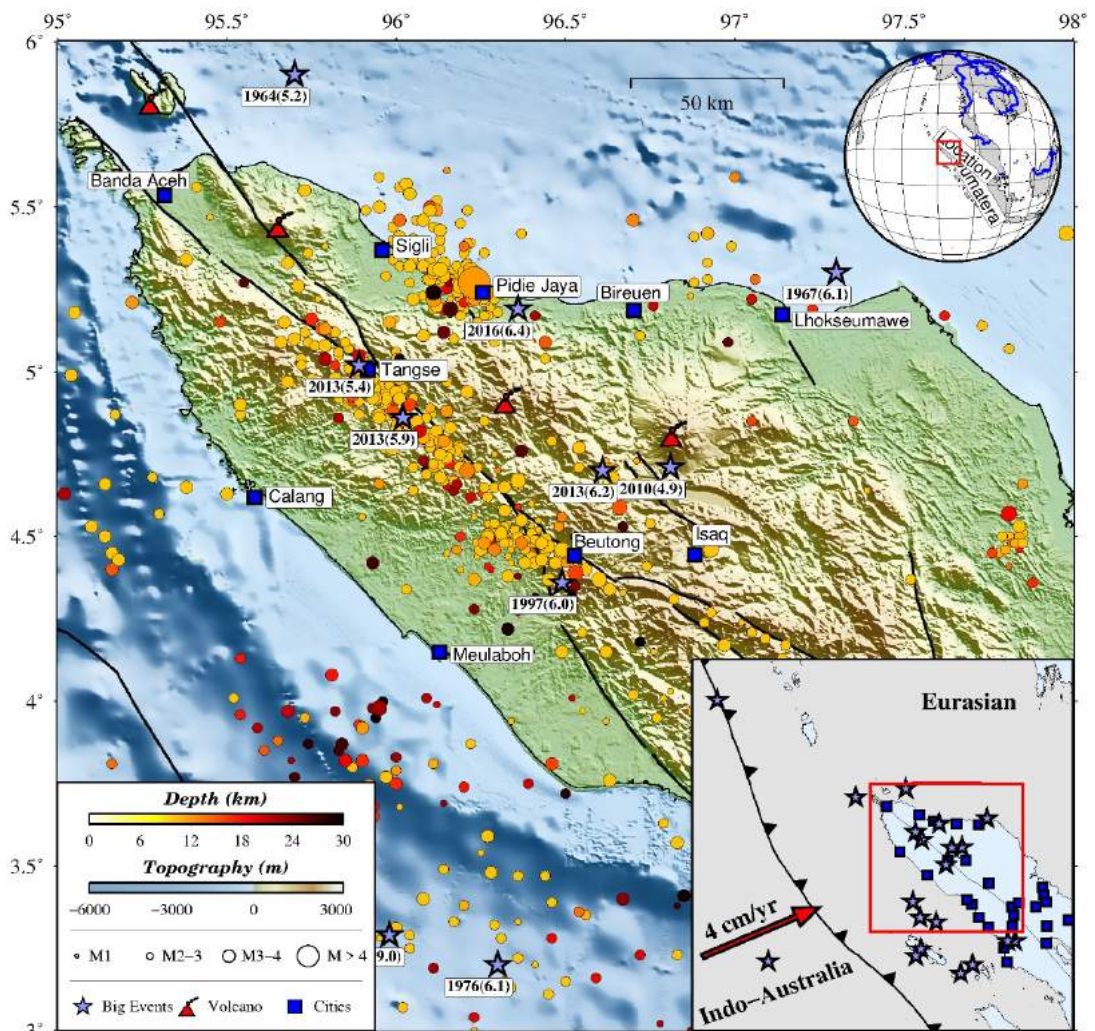 95° 95.5° 96° 96.5° 97° 97.5° 98°
6°
5.5°
5°
4.5°
4°
3.5°
3°
1964(5.2)
50 km
Location
Banda Aceh
Sigli
Pidie Jaya
Bireuen
1967(6.1)
Lhokseumawe
2016(6.4)
Tangse
2013(5.4)
2013(5.9)
2013(6.2)
2010(4.9)
Calang
Beutong
Isaq
1997(6.0)
Meulaboh
9.0)
1976(6.1)
Depth (km)
0 6 12 18 24 30
Topography (m)
−6000 −3000 0 3000
M1 M2−3 M3−4 M > 4
Big Events Volcano Cities
Eurasian
4 cm/yr
Indo−Australia